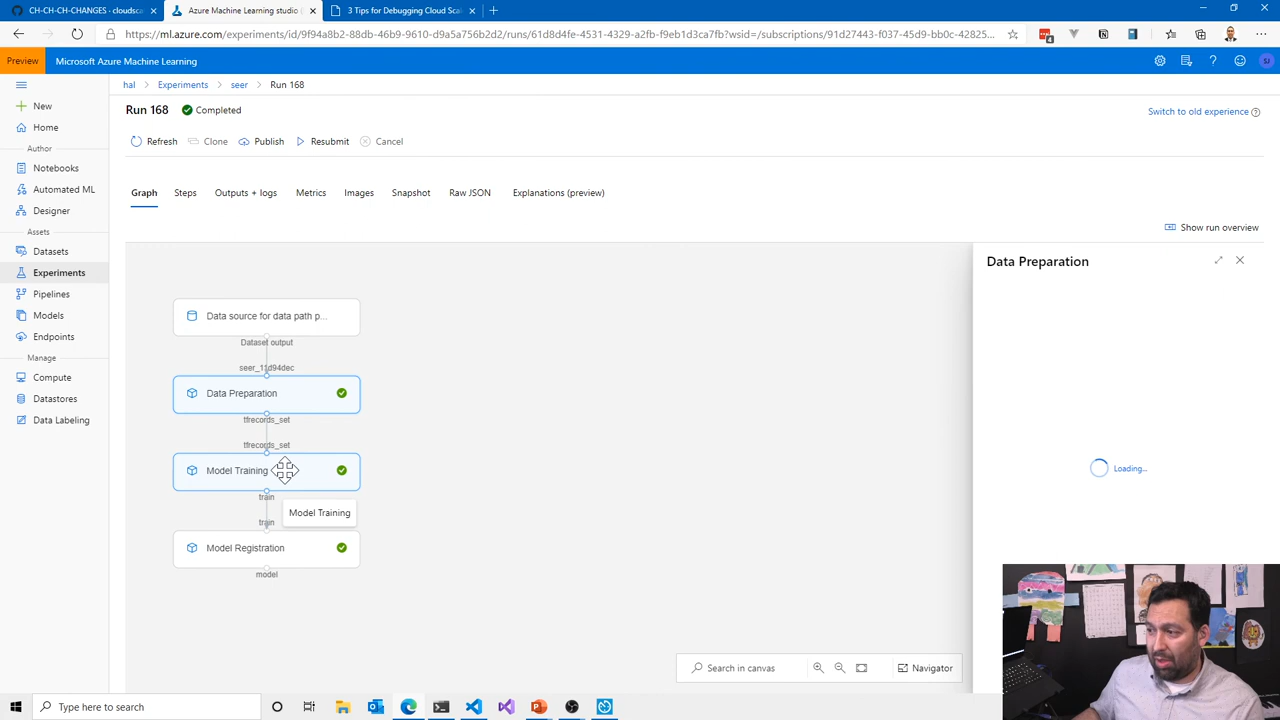 CH-CH-CH-CHANGES - cloudsca
Azure Machine Learning studio (
3 Tips for Debugging Cloud Scal
https://ml.azure.com/experiments/id/9f94a8b2-88db-46b9-9610-d9a5a756b2d2/runs/61d8d4fe-4531-4329-a2fb-f9eb1d3ca7fb?wsid=/subscriptions/91d27443-f037-45d9-bb0c-42825...
4
Preview
Microsoft Azure Machine Learning
SJ
hal > Experiments > seer > Run 168
New
Home
Author
Notebooks
Automated ML
Designer
Assets
Datasets
Experiments
Pipelines
Models
Endpoints
Manage
Compute
Datastores
Data Labeling
Run 168 Completed
Switch to old experience
Refresh Clone Publish Resubmit Cancel
Graph Steps Outputs + logs Metrics Images Snapshot Raw JSON Explanations (preview)
Show run overview
Data source for data path p...
Dataset output
seer_11d94dec
Data Preparation
tfrecords_set
tfrecords_set
Model Training
train
Model Training
train
Model Registration
model
Data Preparation
Loading...
Search in canvas
Navigator
Type here to search